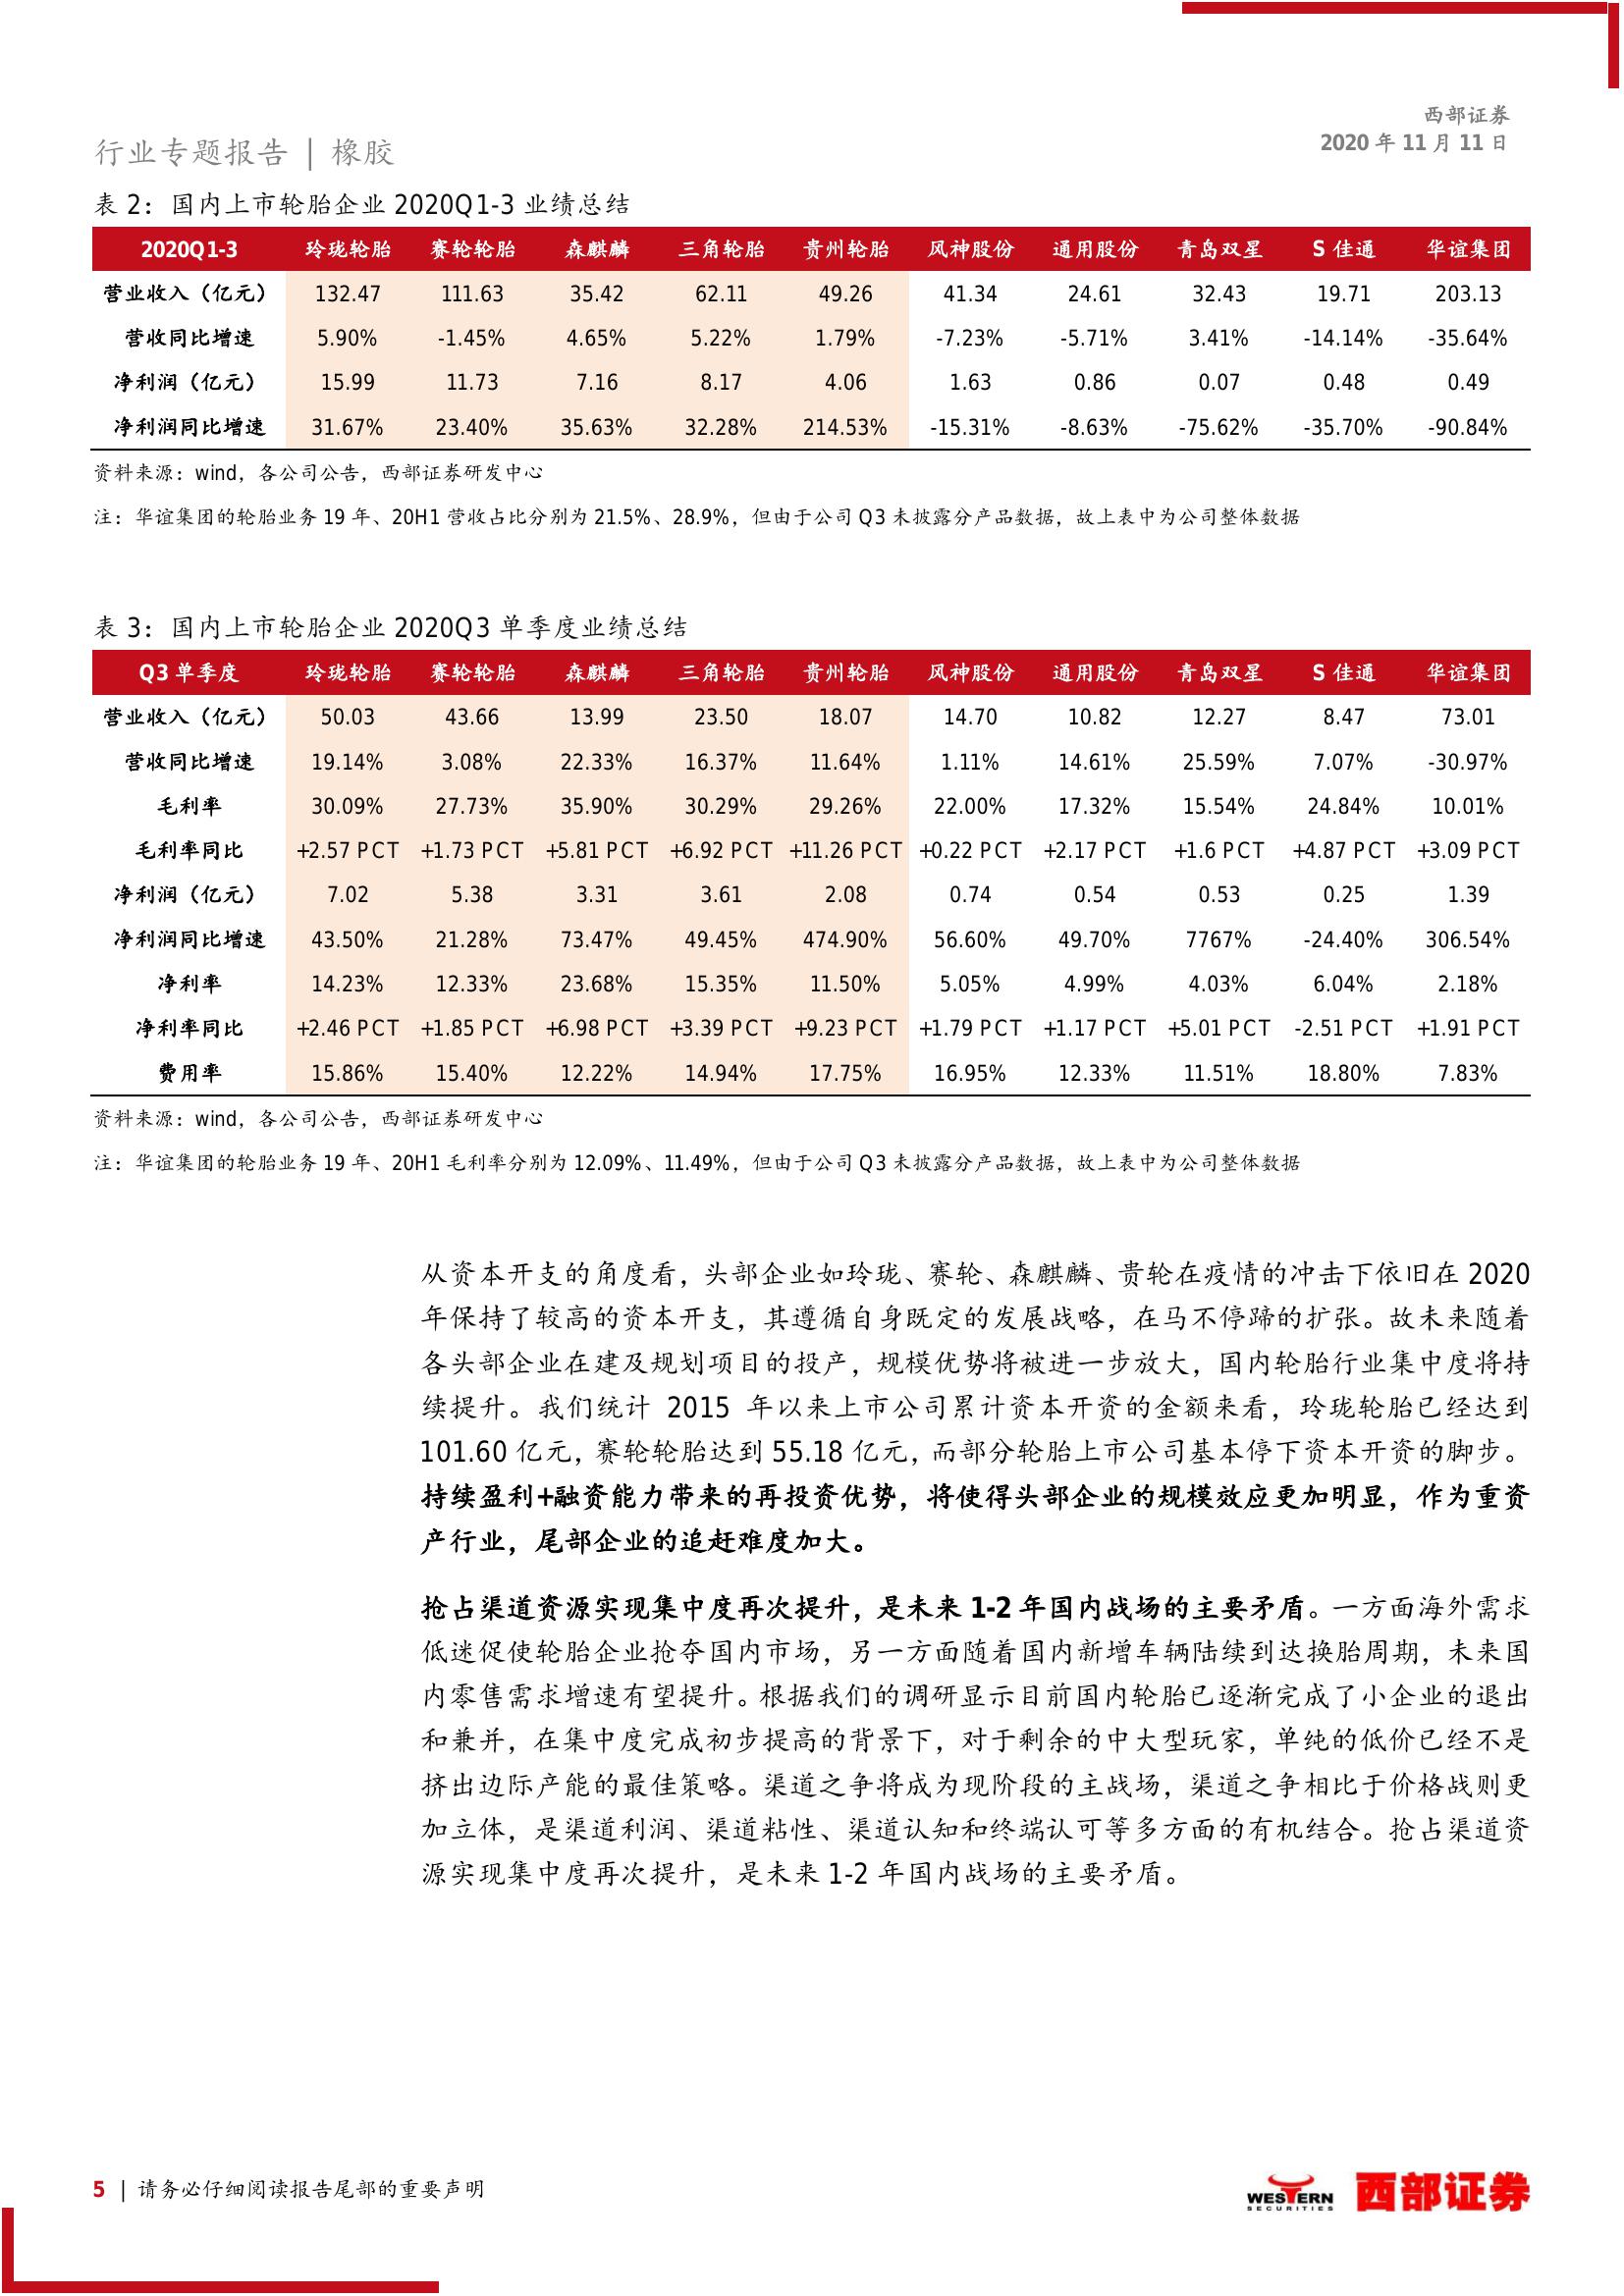 西部证券
2020 年 11 月 11 日
行业专题报告 | 橡胶
表 2：国内上市轮胎企业 2020Q1-3 业绩总结
2020Q1-3 玲珑轮胎 赛轮轮胎 森麒麟 三角轮胎 贵州轮胎 风神股份 通用股份 青岛双星 S 佳通 华谊集团
营业收入（亿元） 132.47 111.63 35.42 62.11 49.26 41.34 24.61 32.43 19.71 203.13
营收同比增速 5.90% -1.45% 4.65% 5.22% 1.79% -7.23% -5.71% 3.41% -14.14% -35.64%
净利润（亿元） 15.99 11.73 7.16 8.17 4.06 1.63 0.86 0.07 0.48 0.49
净利润同比增速 31.67% 23.40% 35.63% 32.28% 214.53% -15.31% -8.63% -75.62% -35.70% -90.84%
资料来源：wind，各公司公告，西部证券研发中心
注：华谊集团的轮胎业务 19 年、20H1 营收占比分别为 21.5%、28.9%，但由于公司 Q3 未披露分产品数据，故上表中为公司整体数据
表 3：国内上市轮胎企业 2020Q3 单季度业绩总结
Q3 单季度 玲珑轮胎 赛轮轮胎 森麒麟 三角轮胎 贵州轮胎 风神股份 通用股份 青岛双星 S 佳通 华谊集团
营业收入（亿元） 50.03 43.66 13.99 23.50 18.07 14.70 10.82 12.27 8.47 73.01
营收同比增速 19.14% 3.08% 22.33% 16.37% 11.64% 1.11% 14.61% 25.59% 7.07% -30.97%
毛利率 30.09% 27.73% 35.90% 30.29% 29.26% 22.00% 17.32% 15.54% 24.84% 10.01%
毛利率同比 +2.57 PCT +1.73 PCT +5.81 PCT +6.92 PCT +11.26 PCT +0.22 PCT +2.17 PCT +1.6 PCT +4.87 PCT +3.09 PCT
净利润（亿元） 7.02 5.38 3.31 3.61 2.08 0.74 0.54 0.53 0.25 1.39
净利润同比增速 43.50% 21.28% 73.47% 49.45% 474.90% 56.60% 49.70% 7767% -24.40% 306.54%
净利率 14.23% 12.33% 23.68% 15.35% 11.50% 5.05% 4.99% 4.03% 6.04% 2.18%
净利率同比 +2.46 PCT +1.85 PCT +6.98 PCT +3.39 PCT +9.23 PCT +1.79 PCT +1.17 PCT +5.01 PCT -2.51 PCT +1.91 PCT
费用率 15.86% 15.40% 12.22% 14.94% 17.75% 16.95% 12.33% 11.51% 18.80% 7.83%
资料来源：wind，各公司公告，西部证券研发中心
注：华谊集团的轮胎业务 19 年、20H1 毛利率分别为 12.09%、11.49%，但由于公司 Q3 未披露分产品数据，故上表中为公司整体数据
从资本开支的角度看，头部企业如玲珑、赛轮、森麒麟、贵轮在疫情的冲击下依旧在 2020
年保持了较高的资本开支，其遵循自身既定的发展战略，在马不停蹄的扩张。故未来随着
各头部企业在建及规划项目的投产，规模优势将被进一步放大，国内轮胎行业集中度将持
续提升。我们统计 2015 年以来上市公司累计资本开资的金额来看，玲珑轮胎已经达到
101.60 亿元，赛轮轮胎达到 55.18 亿元，而部分轮胎上市公司基本停下资本开资的脚步。
持续盈利+融资能力带来的再投资优势，将使得头部企业的规模效应更加明显，作为重资
产行业，尾部企业的追赶难度加大。
抢占渠道资源实现集中度再次提升，是未来 1-2 年国内战场的主要矛盾。一方面海外需求
低迷促使轮胎企业抢夺国内市场，另一方面随着国内新增车辆陆续到达换胎周期，未来国
内零售需求增速有望提升。根据我们的调研显示目前国内轮胎已逐渐完成了小企业的退出
和兼并，在集中度完成初步提高的背景下，对于剩余的中大型玩家，单纯的低价已经不是
挤出边际产能的最佳策略。渠道之争将成为现阶段的主战场，渠道之争相比于价格战则更
加立体，是渠道利润、渠道粘性、渠道认知和终端认可等多方面的有机结合。抢占渠道资
源实现集中度再次提升，是未来 1-2 年国内战场的主要矛盾。
5 | 请务必仔细阅读报告尾部的重要声明
WESTERN
SECURITIES
西部证券